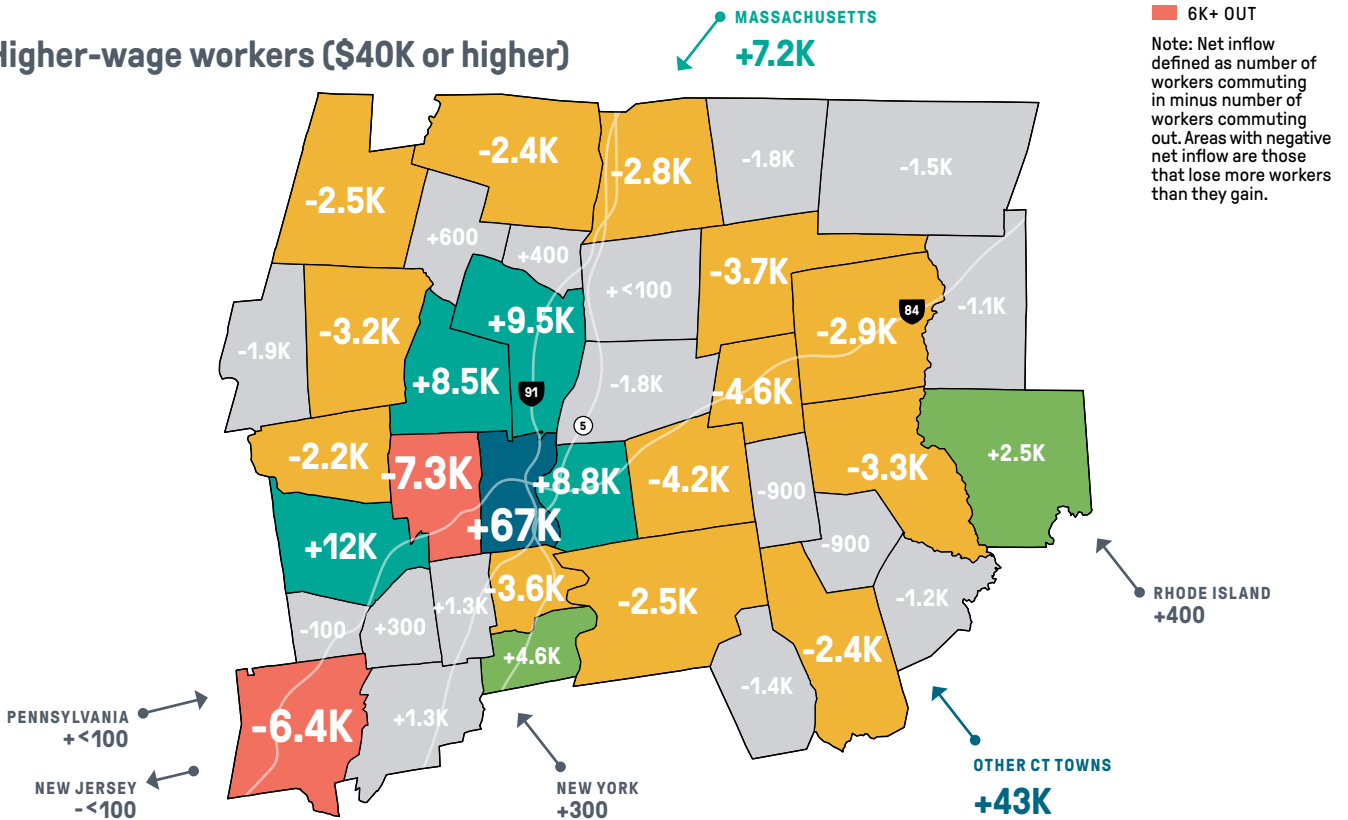 MASSACHUSETTS
+7.2K
Higher-wage workers ($40K or higher)
6K+ OUT
Note: Net inflow
defined as number of
workers commuting
in minus number of
workers commuting
out. Areas with negative
net inflow are those
that lose more workers
than they gain.
-2.4K
-2.8K
-1.8K
-1.5K
-2.5K
+600
+400
+<100
-3.7K
-1.1K
84
-2.9K
+9.5K
-3.2K
-1.9K
+8.5K
91
-1.8K
-4.6K
5
-2.2K
-7.3K
+8.8K
-4.2K
-900
-3.3K
+2.5K
+67K
+12K
-900
-3.6K
-2.5K
-1.2K
+1.3K
-100
+300
-2.4K
+4.6K
-1.4K
-6.4K
+1.3K
RHODE ISLAND
+400
PENNSYLVANIA
+<100
NEW JERSEY
-<100
NEW YORK
+300
OTHER CT TOWNS
+43K